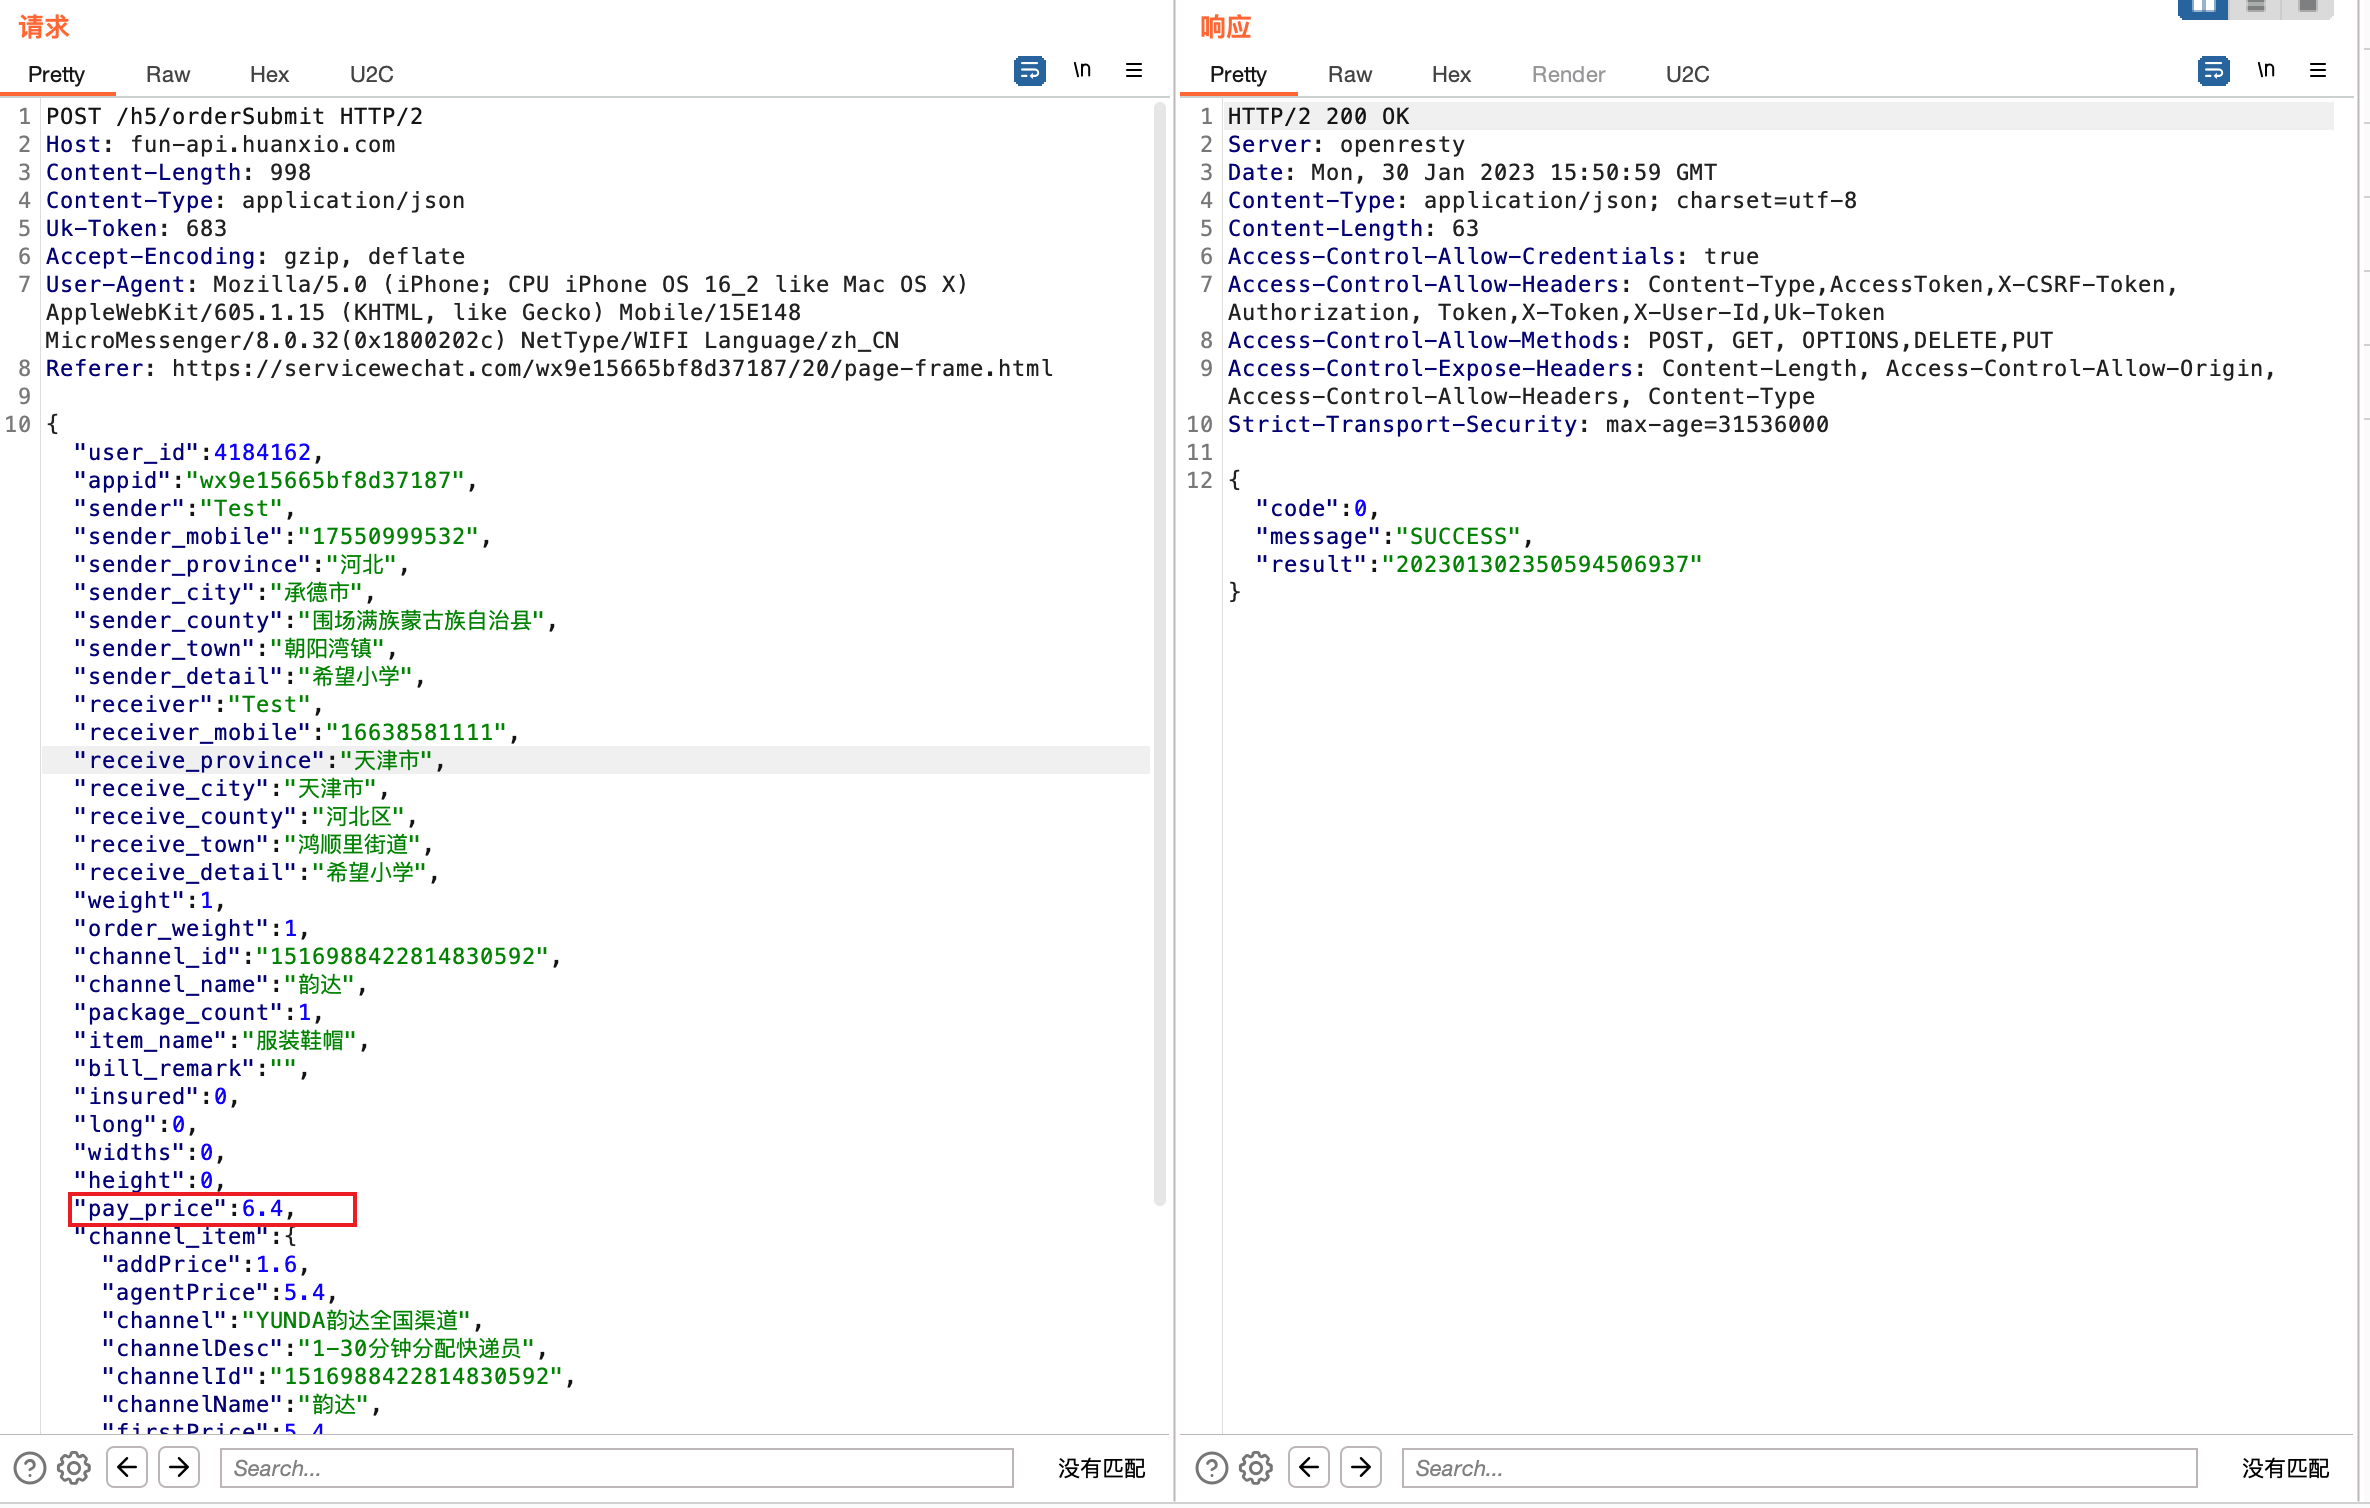 请求
Pretty Raw Hex U2C \n
1 POST /h5/orderSubmit HTTP/2
2 Host: fun-api.huanxio.com
3 Content-Length: 998
4 Content-Type: application/json
5 Uk-Token: 683
6 Accept-Encoding: gzip, deflate
7 User-Agent: Mozilla/5.0 (iPhone; CPU iPhone OS 16_2 like Mac OS X)
AppleWebKit/605.1.15 (KHTML, like Gecko) Mobile/15E148
MicroMessenger/8.0.32(0x1800202c) NetType/WIFI Language/zh_CN
8 Referer: https://servicewechat.com/wx9e15665bf8d37187/20/page-frame.html
9
10 {
"user_id":4184162,
"appid":"wx9e15665bf8d37187",
"sender":"Test",
"sender_mobile":"17550999532",
"sender_province":"河北",
"sender_city":"承德市",
"sender_county":"围场满族蒙古族自治县",
"sender_town":"朝阳湾镇",
"sender_detail":"希望小学",
"receiver":"Test",
"receiver_mobile":"16638581111",
"receive_province":"天津市",
"receive_city":"天津市",
"receive_county":"河北区",
"receive_town":"鸿顺里街道",
"receive_detail":"希望小学",
"weight":1,
"order_weight":1,
"channel_id":"1516988422814830592",
"channel_name":"韵达",
"package_count":1,
"item_name":"服装鞋帽",
"bill_remark":"",
"insured":0,
"long":0,
"widths":0,
"height":0,
"pay_price":6.4,
"channel_item":{
"addPrice":1.6,
"agentPrice":5.4,
"channel":"YUNDA韵达全国渠道",
"channelDesc":"1-30分钟分配快递员",
"channelId":"1516988422814830592",
"channelName":"韵达",
"firstPrice":5.4
Search... 没有匹配
响应
Pretty Raw Hex Render U2C \n
1 HTTP/2 200 OK
2 Server: openresty
3 Date: Mon, 30 Jan 2023 15:50:59 GMT
4 Content-Type: application/json; charset=utf-8
5 Content-Length: 63
6 Access-Control-Allow-Credentials: true
7 Access-Control-Allow-Headers: Content-Type,AccessToken,X-CSRF-Token,
Authorization, Token,X-Token,X-User-Id,Uk-Token
8 Access-Control-Allow-Methods: POST, GET, OPTIONS,DELETE,PUT
9 Access-Control-Expose-Headers: Content-Length, Access-Control-Allow-Origin,
Access-Control-Allow-Headers, Content-Type
10 Strict-Transport-Security: max-age=31536000
11
12 {
"code":0,
"message":"SUCCESS",
"result":"202301302350594506937"
}
Search... 没有匹配